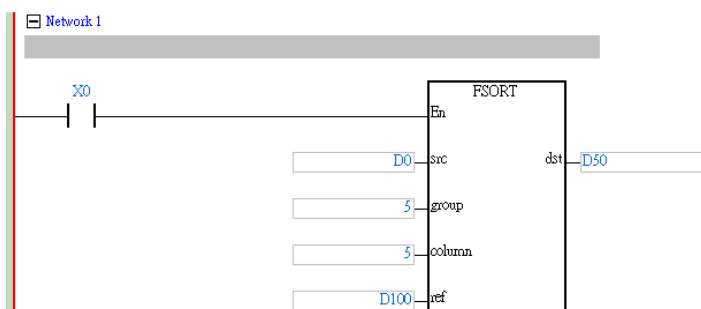 Network 1
X0
FSORT
En
D0 src dst D50
5 group
5 column
D100 ref